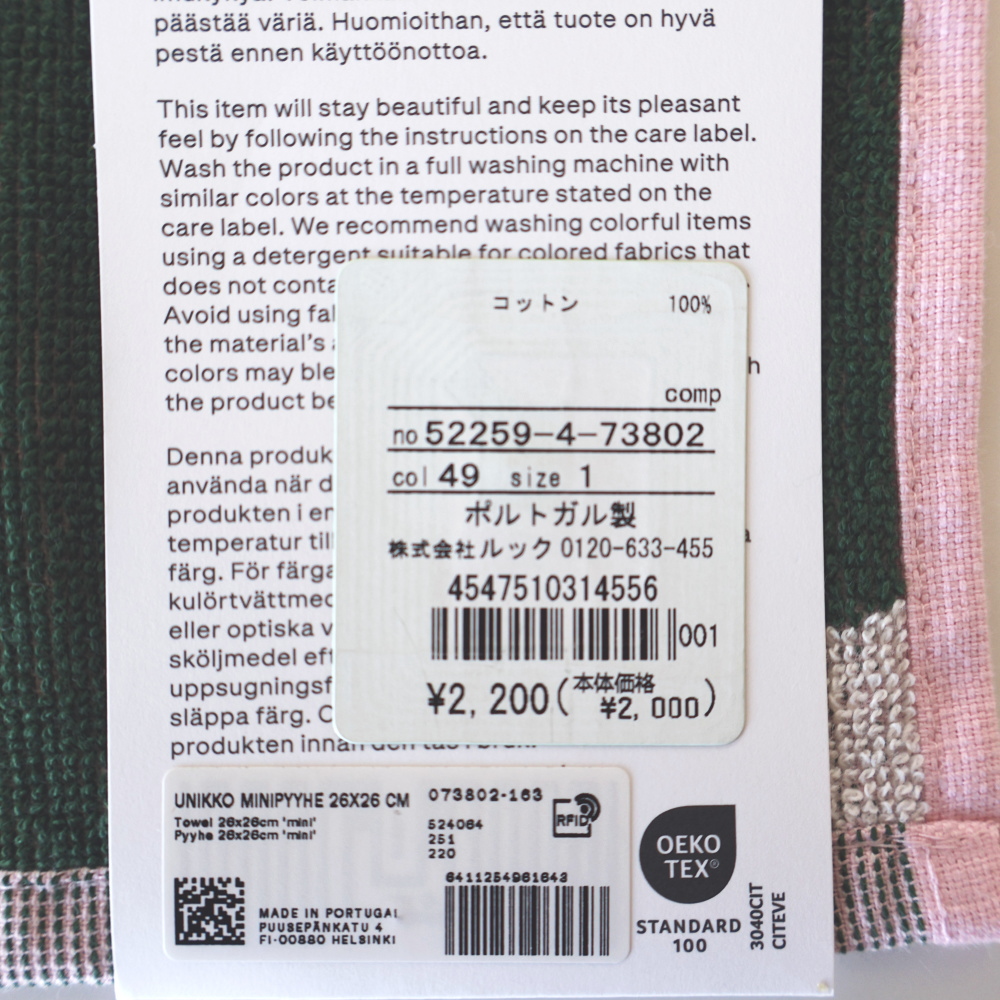 päästää väriä. Huomioithan, että tuote on hyvä
pestä ennen käyttöönottoa.
This item will stay beautiful and keep its pleasant
feel by following the instructions on the care label.
Wash the product in a full washing machine with
similar colors at the temperature stated on the
care label. We recommend washing colorful items
using a detergent suitable for colored fabrics that
does not conta
Avoid using fa
the material's
colors may ble
the product be
Denna produk
använda när d
produkten i en
temperatur til
färg. För färga
kulörtvättmed
eller optiska v
sköljmedel eft
uppsugningsf
släppa färg. O
produkten innan den tas i bruk.
コットン 100%
comp
no 52259-4-73802
col 49 size 1
ポルトガル製
株式会社ルック 0120-633-455
4547510314556
001
¥2,200(本体価格 ¥2,000)
UNIKKO MINIPYYHE 26X26 CM 073802-163
Towel 26x26cm 'mini'
Pyyhe 26x26cm 'mini'
524064
251
220
RFID
6411254961643
MADE IN PORTUGAL
PUUSEPÄNKATU 4
FI-00880 HELSINKI
OEKO
TEX®
STANDARD
100
3040CIT
CITEVE